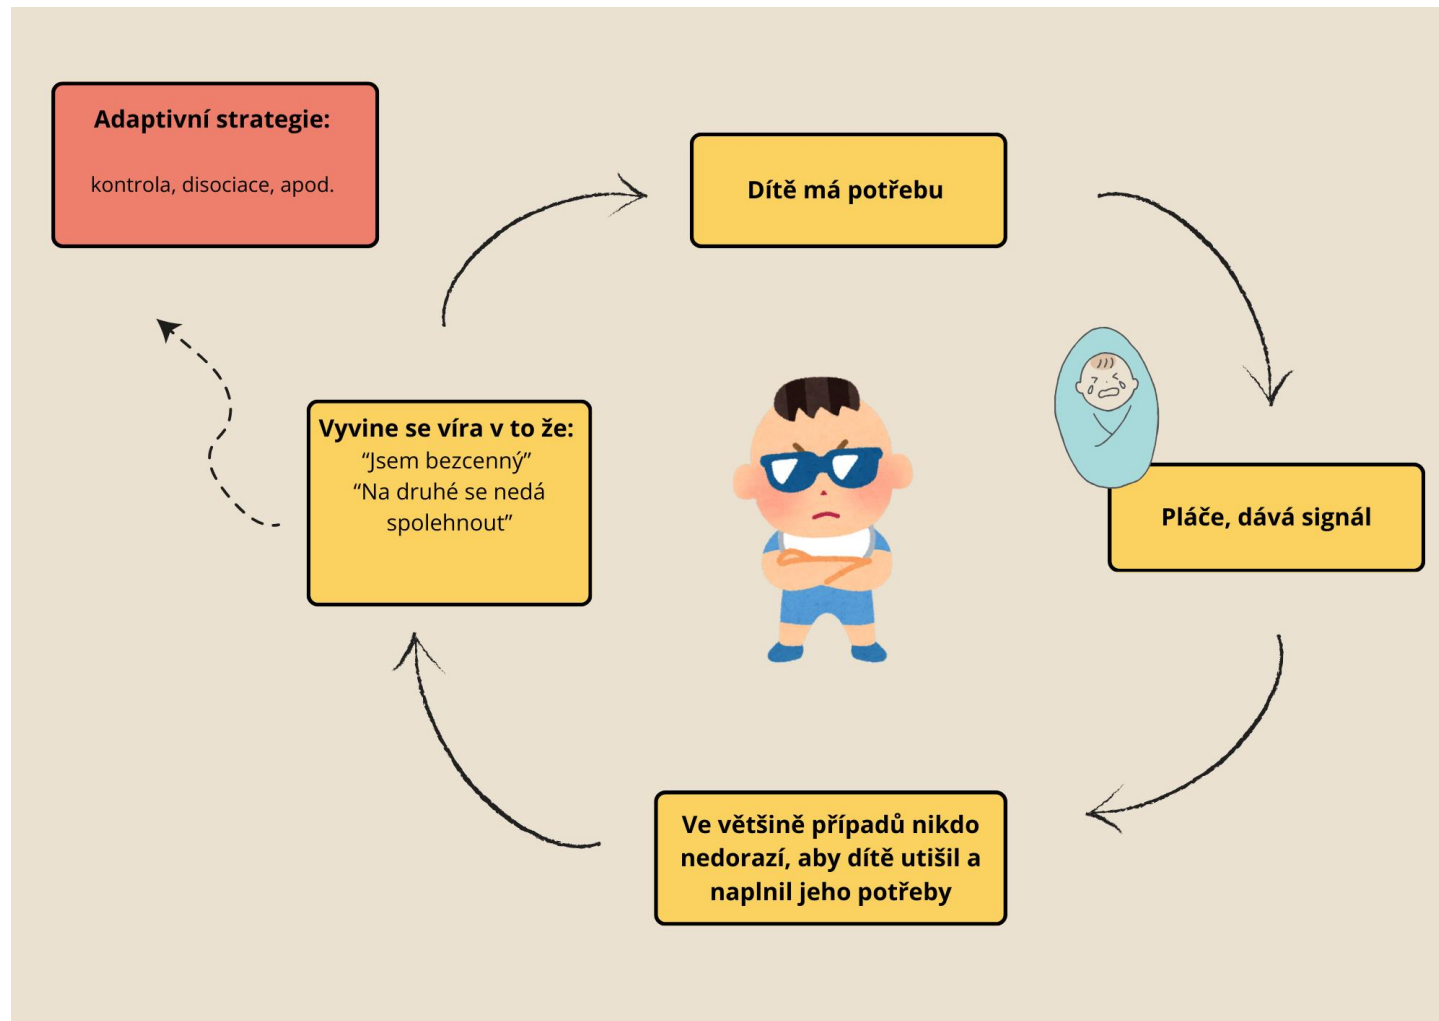 Adaptivní strategie:
kontrola, disociace, apod.
Dítě má potřebu
Pláče, dává signál
Ve většině případů nikdo
nedorazí, aby dítě utišil a
naplnil jeho potřeby
Vyvine se víra v to že:
“Jsem bezcenný”
“Na druhé se nedá
spolehnout”